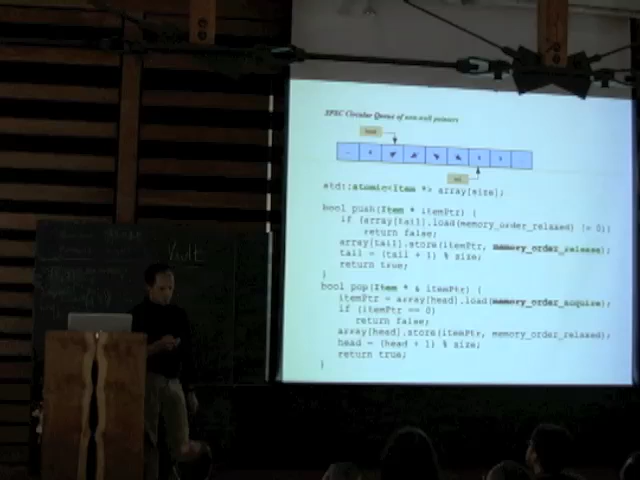 SPSC Circular Queue of non-null pointers
head
tail
std::atomic<Item *> array[size];
bool push(Item * itemPtr) {
if (array[tail].load(memory_order_relaxed) != 0)
return false;
array[tail].store(itemPtr, memory_order_release);
tail = (tail + 1) % size;
return true;
}
bool pop(Item * & itemPtr) {
itemPtr = array[head].load(memory_order_acquire);
if (itemPtr == 0)
return false;
array[head].store(itemPtr, memory_order_relaxed);
head = (head + 1) % size;
return true;
}